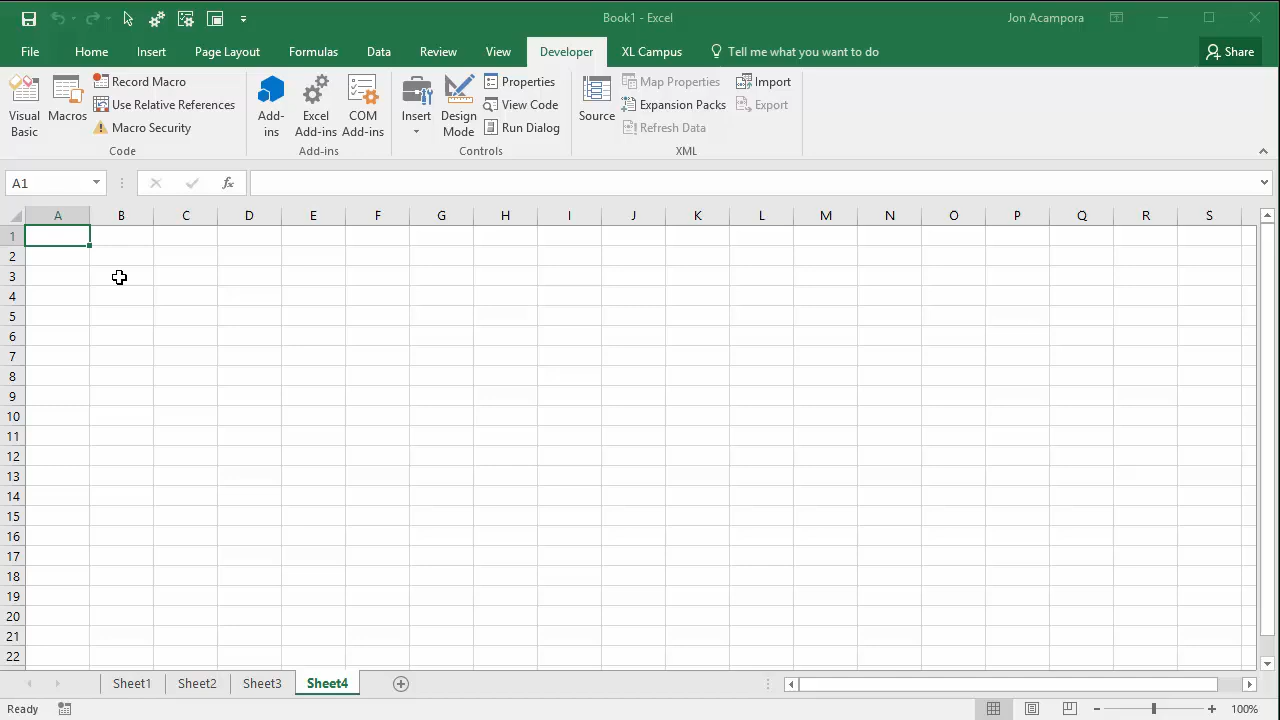 Book1 - Excel
Jon Acampora
File Home Insert Page Layout Formulas Data Review View Developer XL Campus Tell me what you want to do Share
Visual Basic
Macros
Record Macro
Use Relative References
Macro Security
Code
Add-ins
Excel Add-ins
COM Add-ins
Add-ins
Insert
Design Mode
Properties
View Code
Run Dialog
Controls
Source
Map Properties
Expansion Packs
Refresh Data
Import
Export
XML
A1
fx
A B C D E F G H I J K L M N O P Q R S
1
2
3
4
5
6
7
8
9
10
11
12
13
14
15
16
17
18
19
20
21
22
Sheet1 Sheet2 Sheet3 Sheet4
Ready
100%